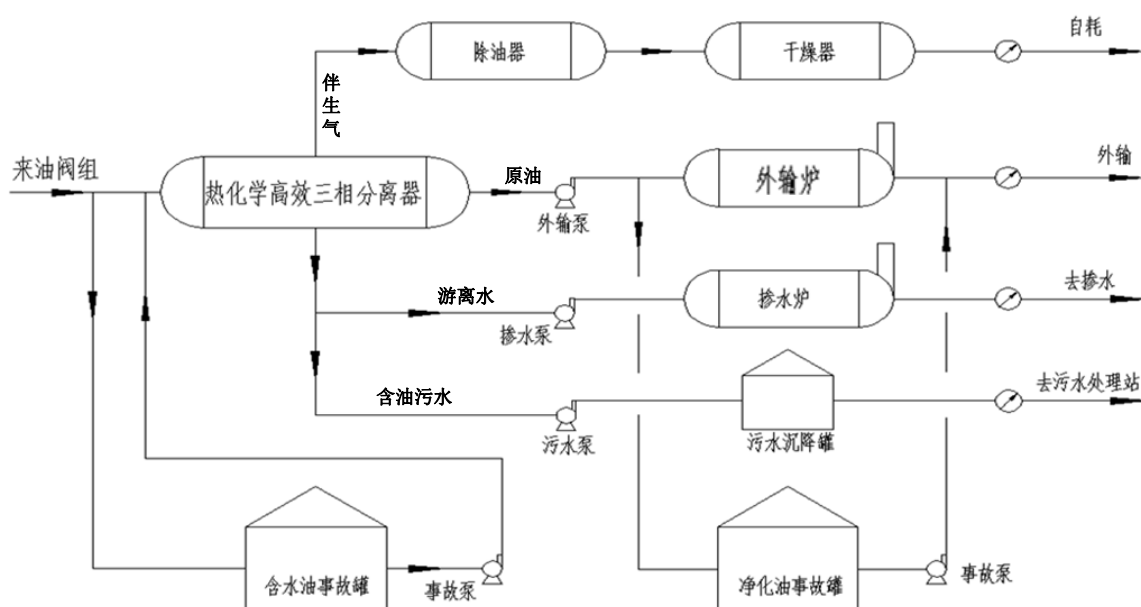 除油器
干燥器
自耗
伴生气
来油阀组
热化学高效三相分离器
原油
外输泵
外输炉
外输
游离水
掺水泵
掺水炉
去掺水
含油污水
污水泵
污水沉降罐
去污水处理站
含水油事故罐
事故泵
净化油事故罐
事故泵